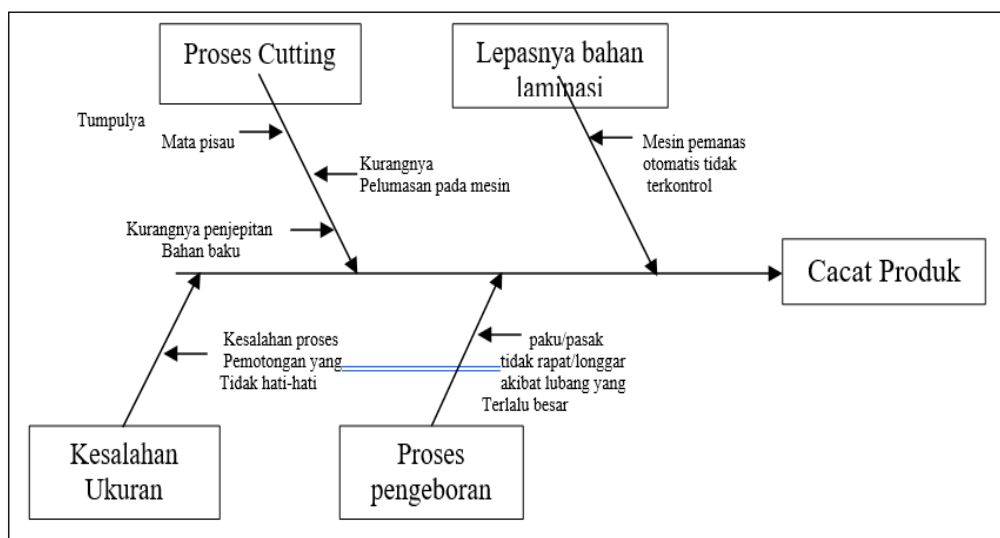 Proses Cutting
Lepasnya bahan
laminasi
Tumpulya
Mata pisau
Kurangnya
Pelumasan pada mesin
Kurangnya penjepitan
Bahan baku
Mesin pemanas
otomatis tidak
terkontrol
Cacat Produk
Kesalahan proses
Pemotongan yang
Tidak hati-hati
paku/pasak
tidak rapat/longgar
akibat lubang yang
Terlalu besar
Kesalahan
Ukuran
Proses
pengeboran